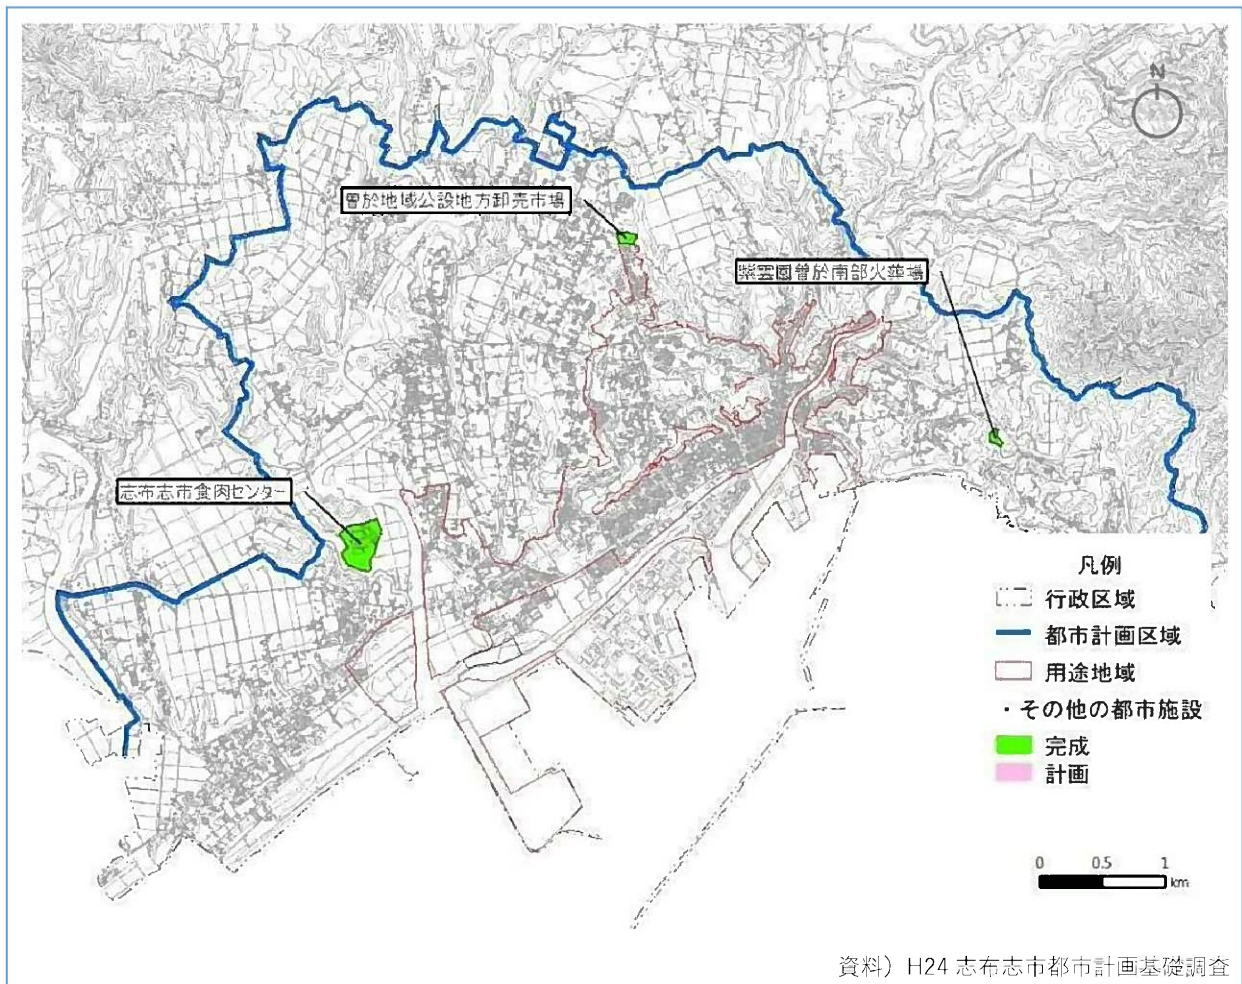 N
曽於地域公設地方卸売市場
紫雲園曽於南部火葬場
志布志市食肉センター
凡例
行政区域
都市計画区域
用途地域
・その他の都市施設
完成
計画
0 0.5 1
km
資料）H24 志布志市都市計画基礎調査